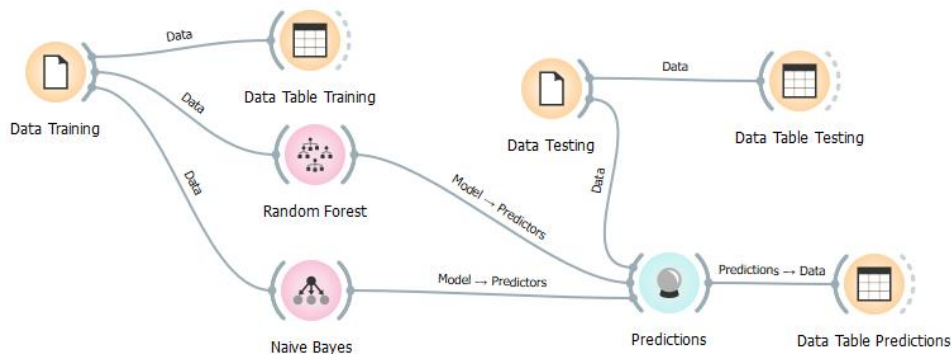 Data
Data Training
Data Table Training
Data
Data
Random Forest
Model → Predictors
Naive Bayes
Model → Predictors
Data
Data Testing
Data Table Testing
Data
Predictions
Predictions → Data
Data Table Predictions